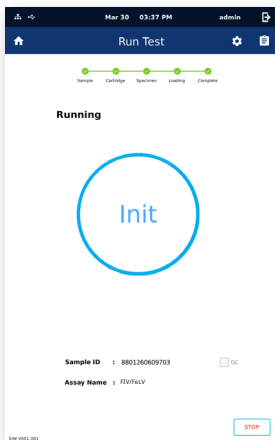 Mar 30 03:37 PM admin
Run Test
Sample Cartridge Specimen Loading Complete
Running
Init
Sample ID : 8801260609703 QC
Assay Name : FIV/FeLV
STOP
S/W V001.001